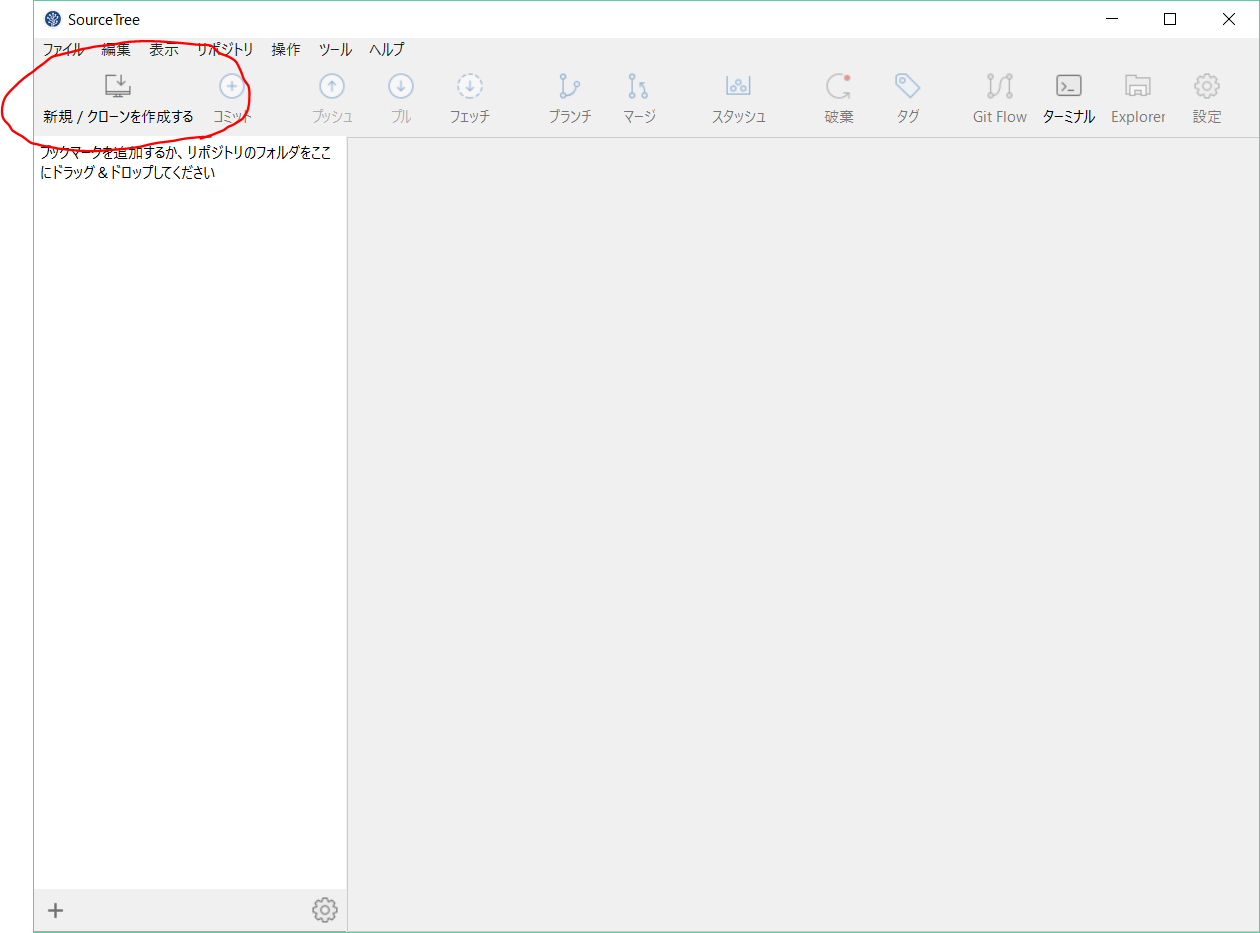 SourceTree
ファイル 編集 表示 リポジトリ 操作 ツール ヘルプ
新規 / クローンを作成する コミット プッシュ プル フェッチ ブランチ マージ スタッシュ 破棄 タグ Git Flow ターミナル Explorer 設定
ブックマークを追加するか、リポジトリのフォルダをここ
にドラッグ＆ドロップしてください